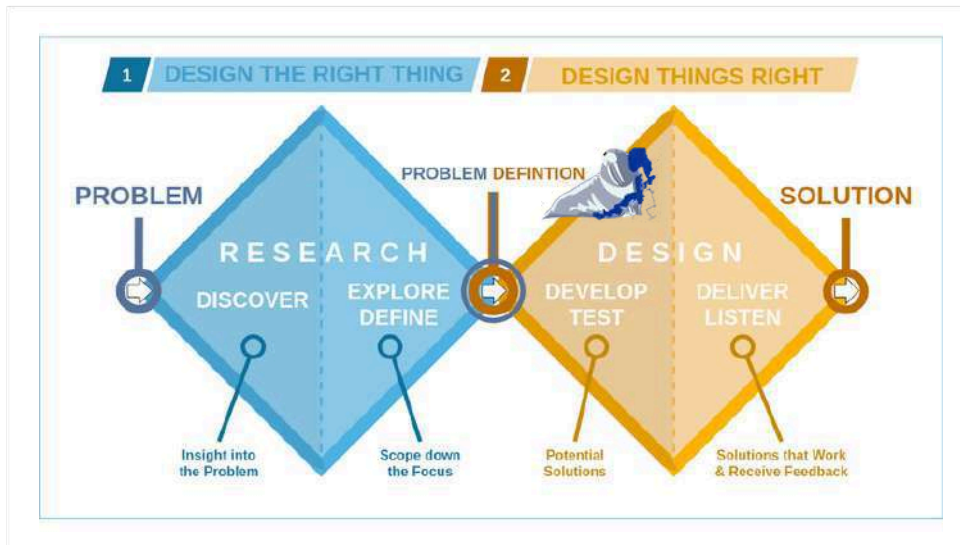 1 DESIGN THE RIGHT THING 2 DESIGN THINGS RIGHT
PROBLEM
PROBLEM DEFINTION
SOLUTION
RESEARCH
DISCOVER
EXPLORE
DEFINE
DESIGN
DEVELOP
TEST
DELIVER
LISTEN
Insight into
the Problem
Scope down
the Focus
Potential
Solutions
Solutions that Work
& Receive Feedback